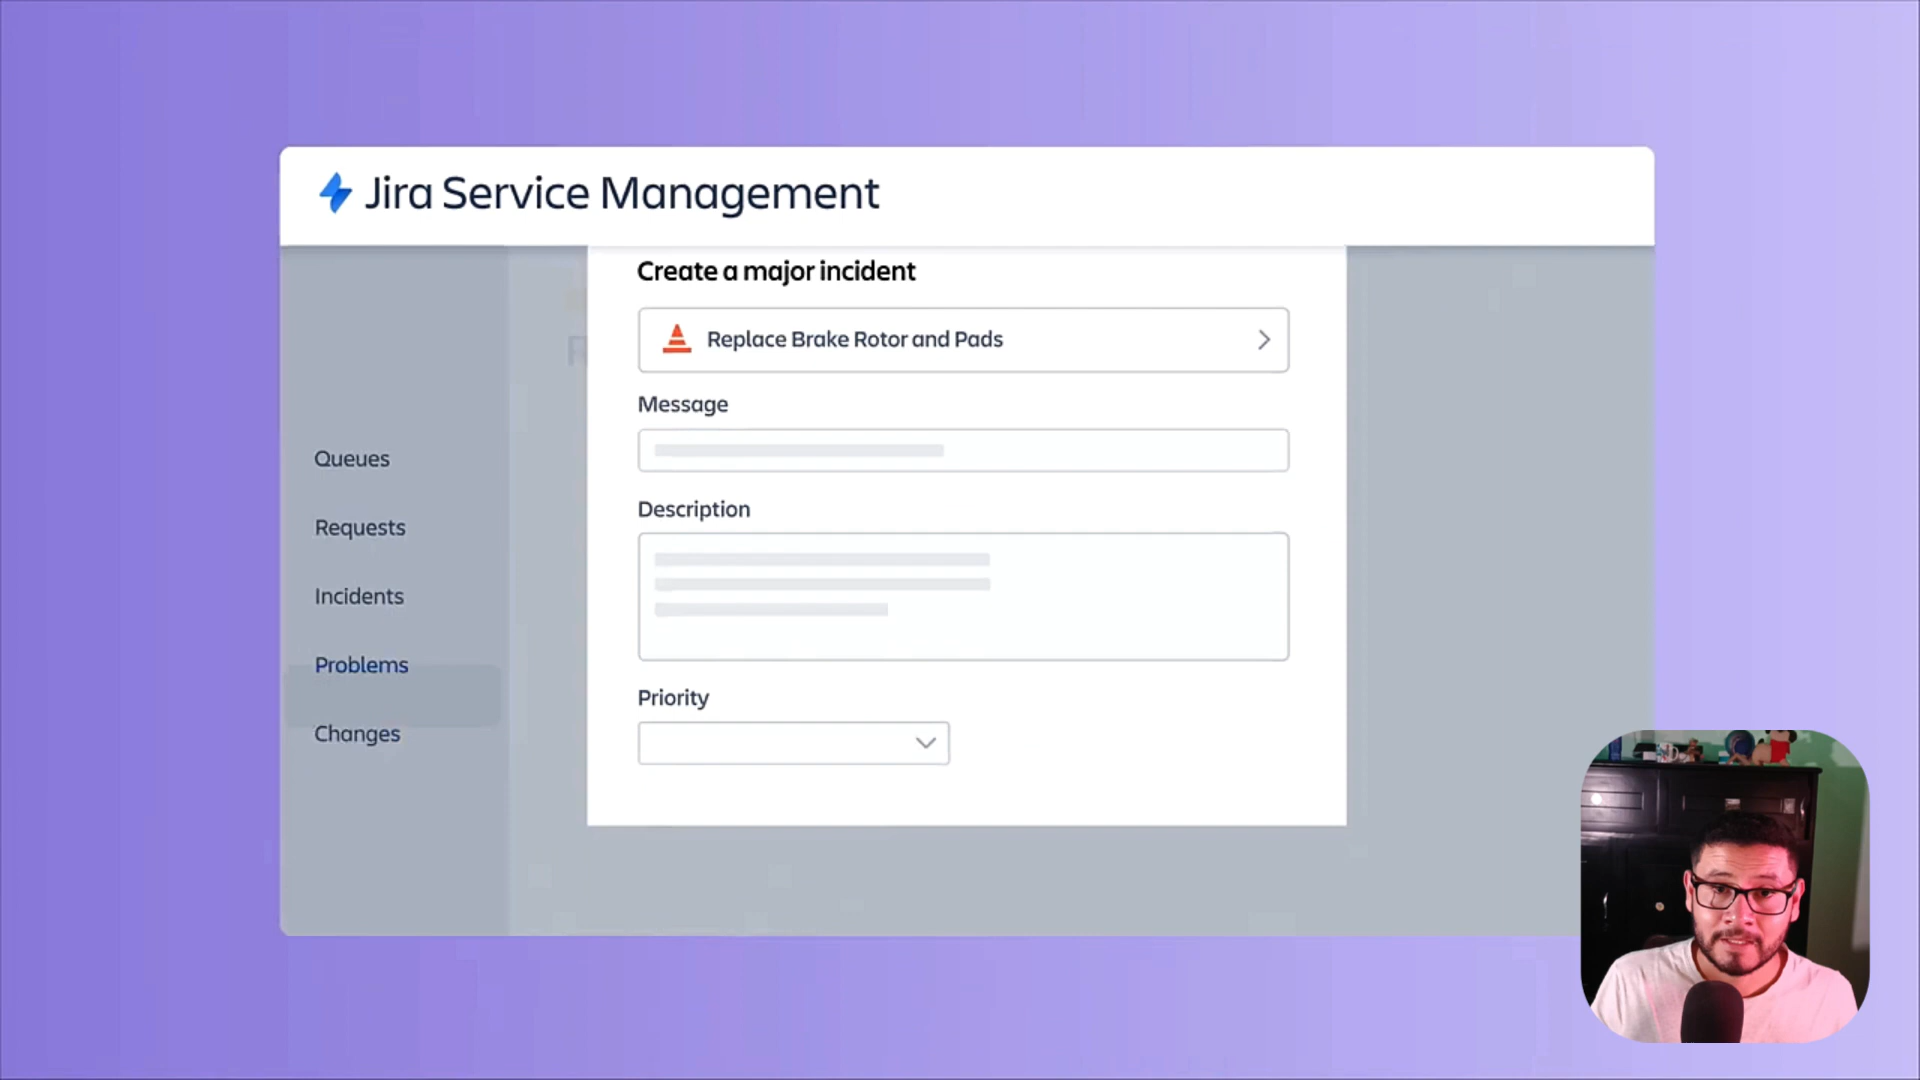 Jira Service Management
Create a major incident
Replace Brake Rotor and Pads
Message
Description
Priority
Queues
Requests
Incidents
Problems
Changes